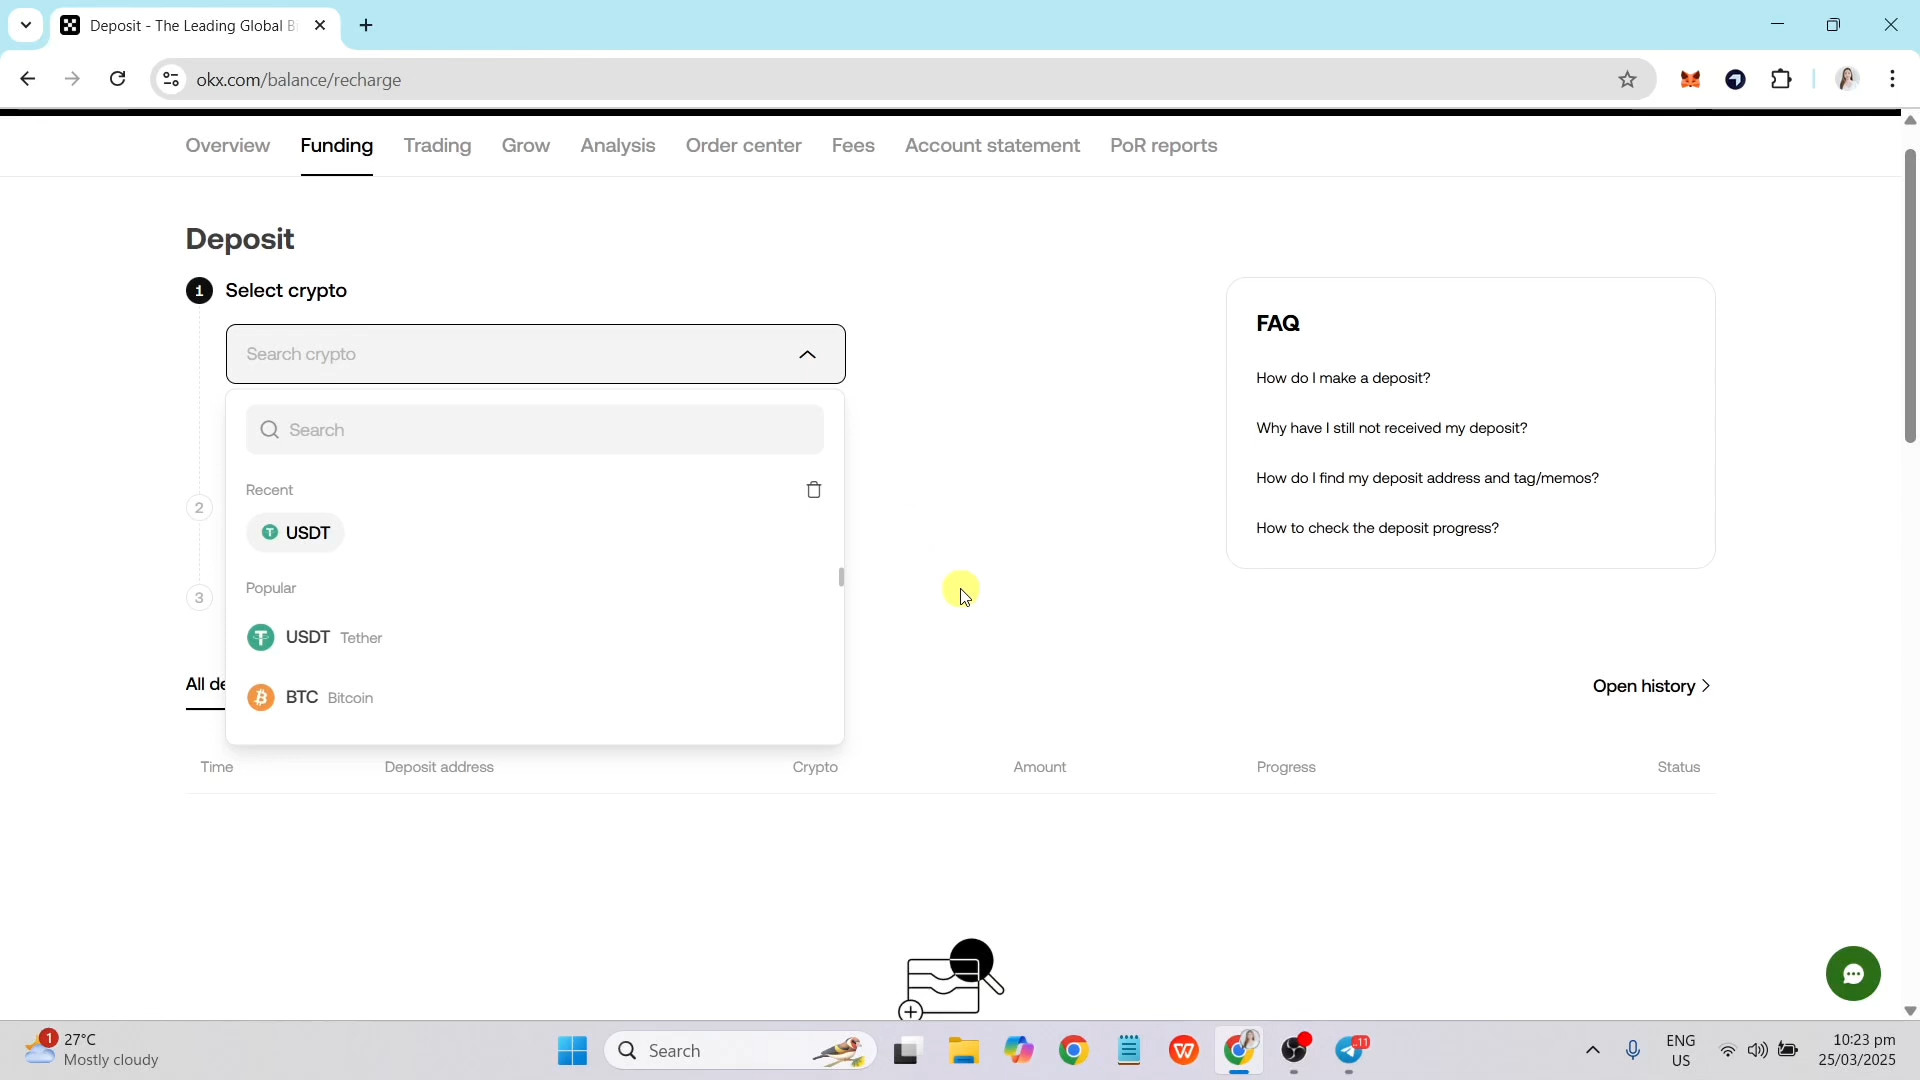 Deposit - The Leading Global Bi
okx.com/balance/recharge
Overview Funding Trading Grow Analysis Order center Fees Account statement PoR reports
Deposit
1 Select crypto
Search crypto
Search
Recent
USDT
Popular
USDT Tether
BTC Bitcoin
2
3
FAQ
How do I make a deposit?
Why have I still not received my deposit?
How do I find my deposit address and tag/memos?
How to check the deposit progress?
All de
Open history
Time Deposit address Crypto Amount Progress Status
1
27°C
Mostly cloudy
Search
11
ENG
US
10:23 pm
25/03/2025